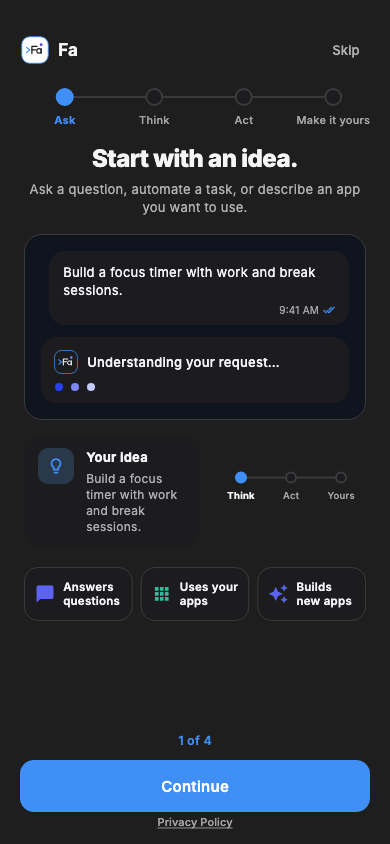 >Fa
Fa
Skip
Ask
Think
Act
Make it yours
Start with an idea.
Ask a question, automate a task, or describe an app
you want to use.
Build a focus timer with work and break
sessions.
9:41 AM
>Fa
Understanding your request...
Your idea
Build a focus
timer with work
and break
sessions.
Think
Act
Yours
Answers
questions
Uses your
apps
Builds
new apps
1 of 4
Continue
Privacy Policy